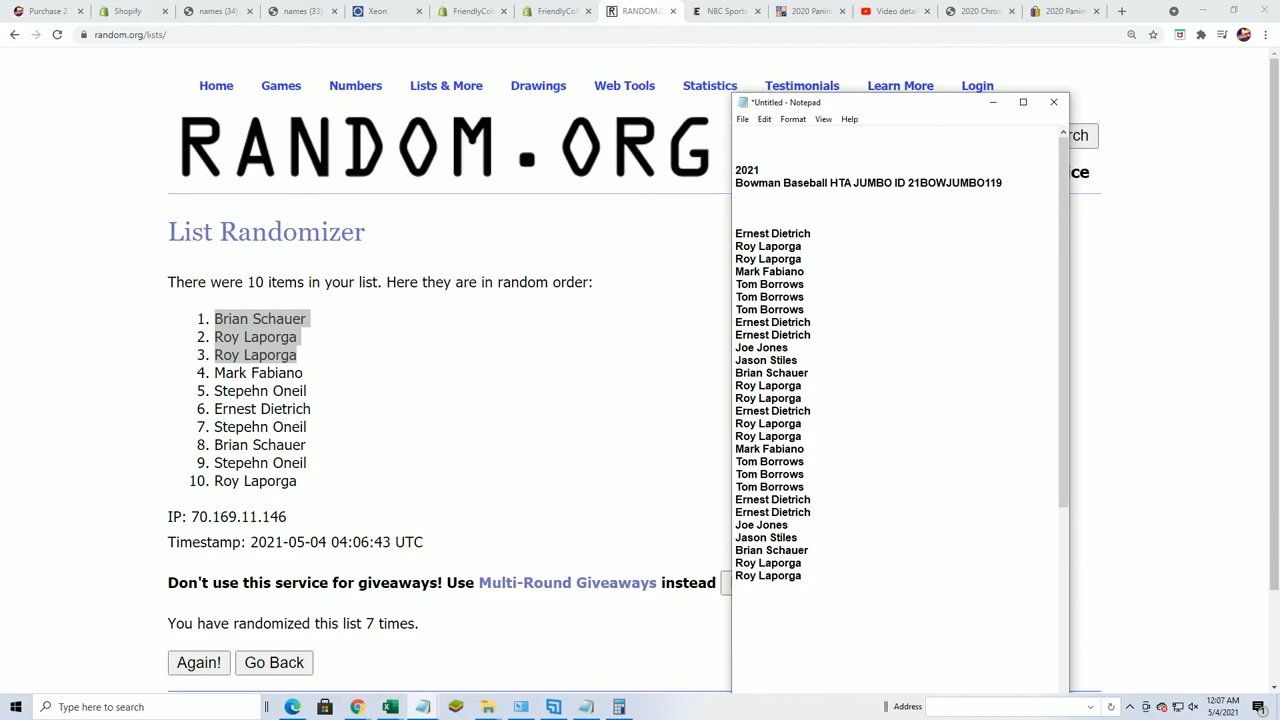 Purchase 2
Shopify
names (34)
names (33)
Xeon
FriendlyCol
FriendlyCol
RANDOM.O
NBC Sports
2020 Panin
Video detai
2020 Chron
2020 Panin
random.org/lists/
Home Games Numbers Lists & More Drawings Web Tools Statistics Testimonials Learn More Login
RANDOM.ORG
rch
ice
List Randomizer
There were 10 items in your list. Here they are in random order:
1. Brian Schauer
2. Roy Laporga
3. Roy Laporga
4. Mark Fabiano
5. Stepehn Oneil
6. Ernest Dietrich
7. Stepehn Oneil
8. Brian Schauer
9. Stepehn Oneil
10. Roy Laporga
IP: 70.169.11.146
Timestamp: 2021-05-04 04:06:43 UTC
Don't use this service for giveaways! Use Multi-Round Giveaways instead
You have randomized this list 7 times.
Again! Go Back
*Untitled - Notepad
File Edit Format View Help
2021
Bowman Baseball HTA JUMBO ID 21BOWJUMBO119
Ernest Dietrich
Roy Laporga
Roy Laporga
Mark Fabiano
Tom Borrows
Tom Borrows
Tom Borrows
Ernest Dietrich
Ernest Dietrich
Joe Jones
Jason Stiles
Brian Schauer
Roy Laporga
Roy Laporga
Ernest Dietrich
Roy Laporga
Roy Laporga
Mark Fabiano
Tom Borrows
Tom Borrows
Tom Borrows
Ernest Dietrich
Ernest Dietrich
Joe Jones
Jason Stiles
Brian Schauer
Roy Laporga
Roy Laporga
Type here to search
Address
12:07 AM
5/4/2021